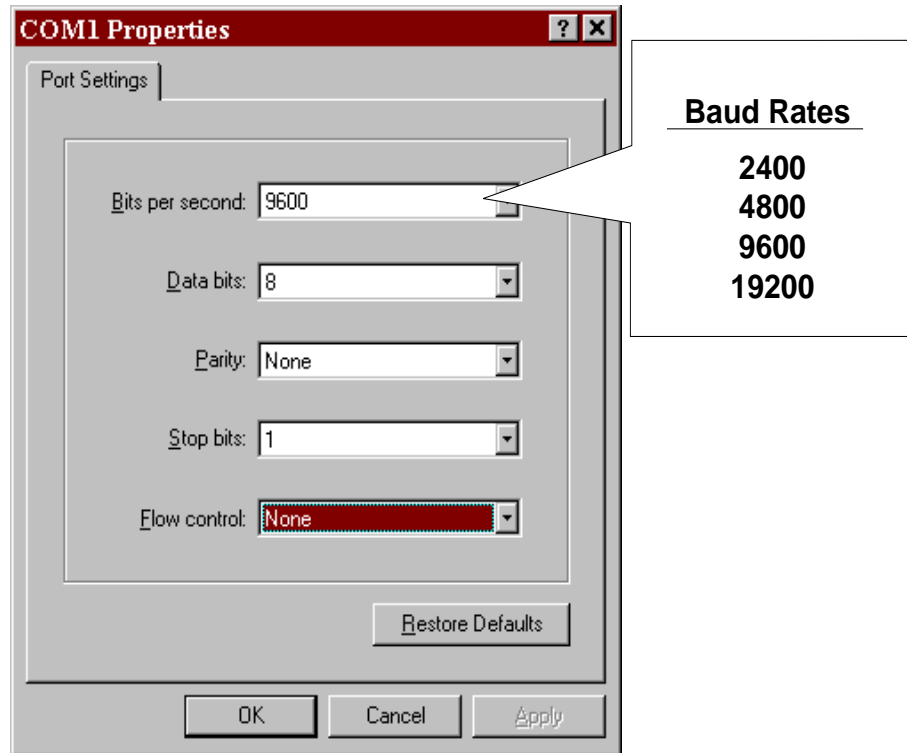 COM1 Properties
?
Port Settings
Bits per second: 9600
Data bits: 8
Parity: None
Stop bits: 1
Flow control: None
Restore Defaults
OK Cancel Apply
Baud Rates
2400
4800
9600
19200